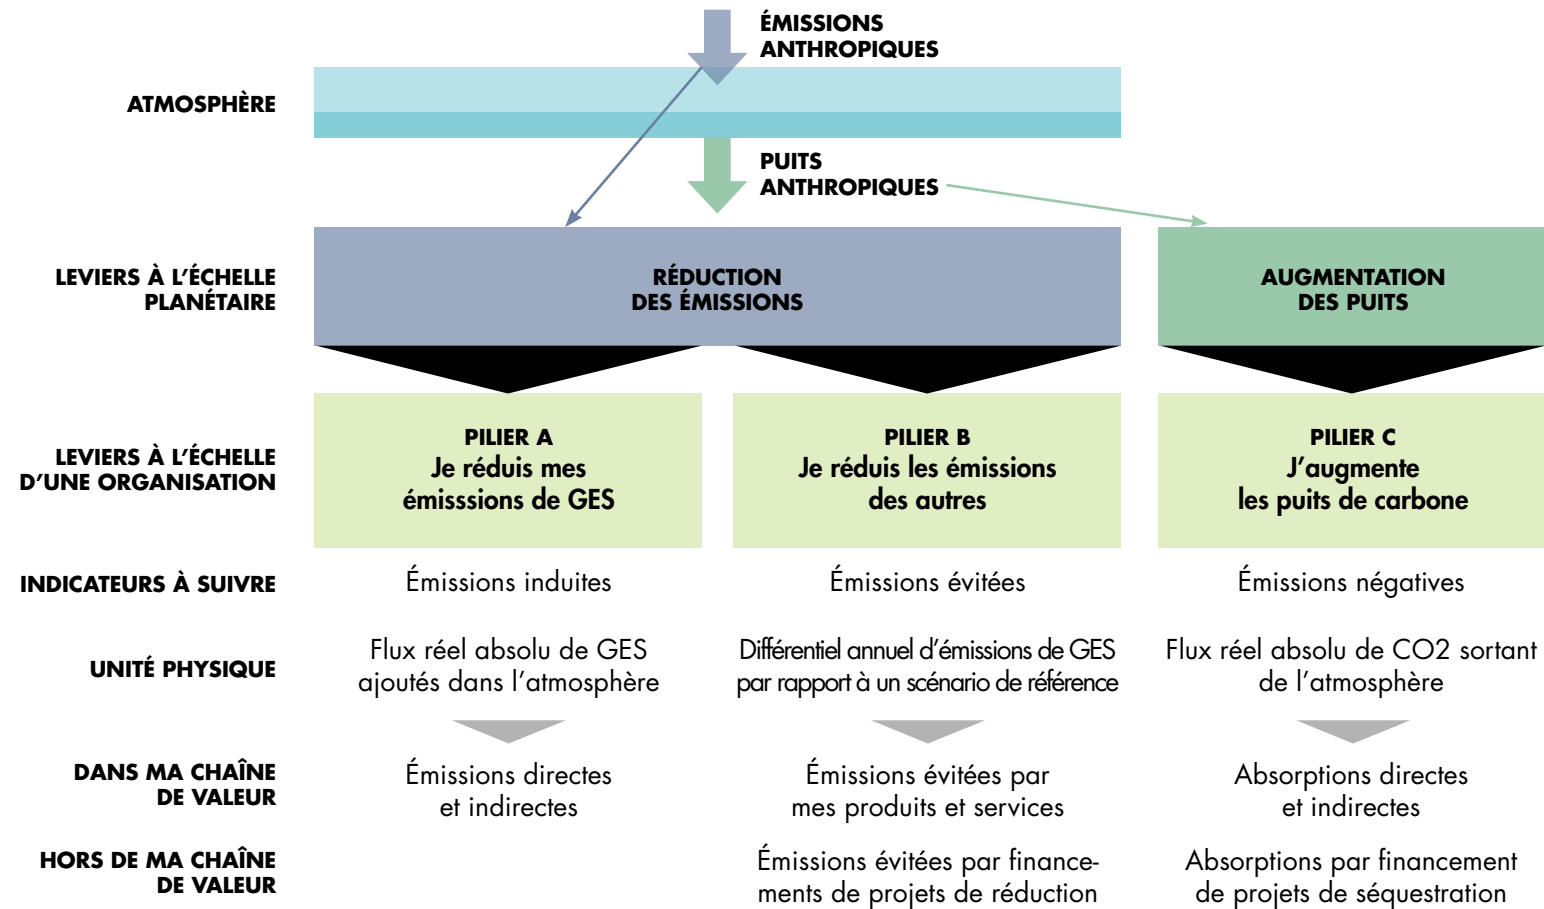 ÉMISSIONS
ANTHROPIQUES
ATMOSPHÈRE
PUITS
ANTHROPIQUES
LEVIERS À L’ÉCHELLE
PLANÉTAIRE
RÉDUCTION
DES ÉMISSIONS
AUGMENTATION
DES PUITS
LEVIERS À L’ÉCHELLE
D’UNE ORGANISATION
PILIER A
Je réduis mes
émisssions de GES
PILIER B
Je réduis les émissions
des autres
PILIER C
J’augmente
les puits de carbone
INDICATEURS À SUIVRE
Émissions induites
Émissions évitées
Émissions négatives
UNITÉ PHYSIQUE
Flux réel absolu de GES
ajoutés dans l’atmosphère
Différentiel annuel d’émissions de GES
par rapport à un scénario de référence
Flux réel absolu de CO2 sortant
de l’atmosphère
DANS MA CHAÎNE
DE VALEUR
Émissions directes
et indirectes
Émissions évitées par
mes produits et services
Absorptions directes
et indirectes
HORS DE MA CHAÎNE
DE VALEUR
Émissions évitées par finance-
ments de projets de réduction
Absorptions par financement
de projets de séquestration